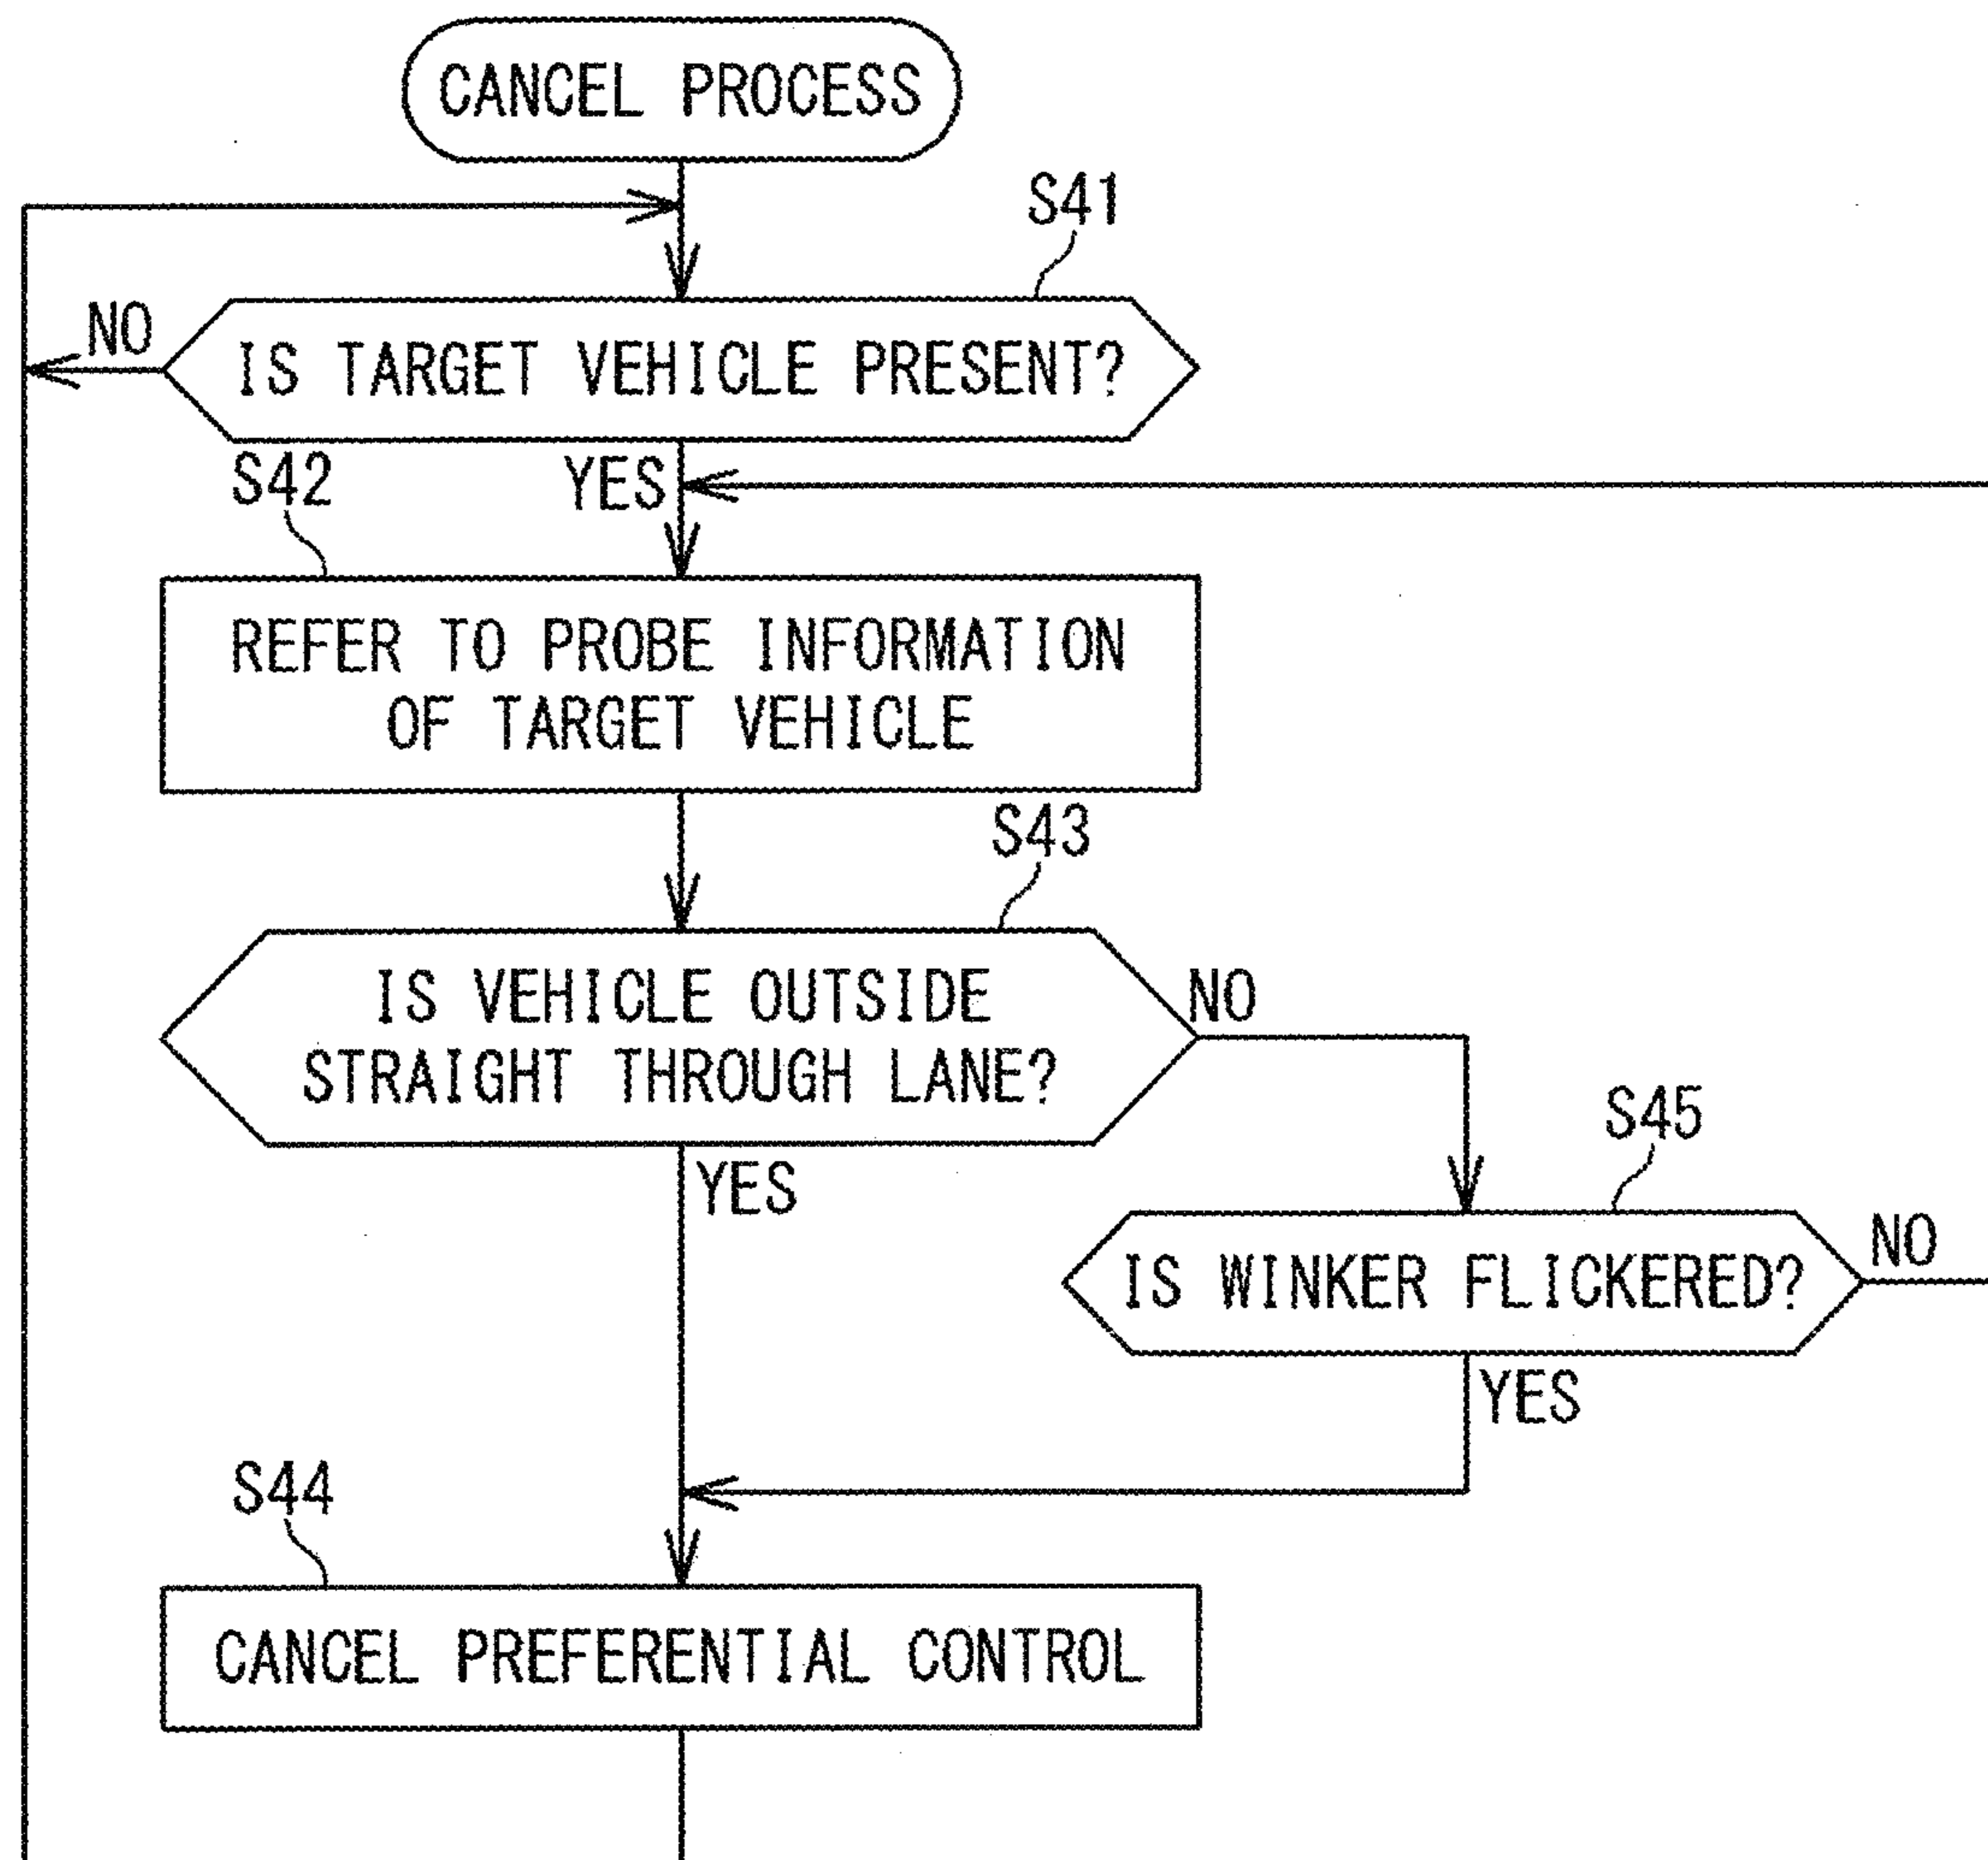 CANCEL PROCESS
S41
NO
IS TARGET VEHICLE PRESENT?
S42
YES
REFER TO PROBE INFORMATION
OF TARGET VEHICLE
S43
IS VEHICLE OUTSIDE
STRAIGHT THROUGH LANE?
NO
S45
YES
IS WINKER FLICKERED?
NO
YES
S44
CANCEL PREFERENTIAL CONTROL